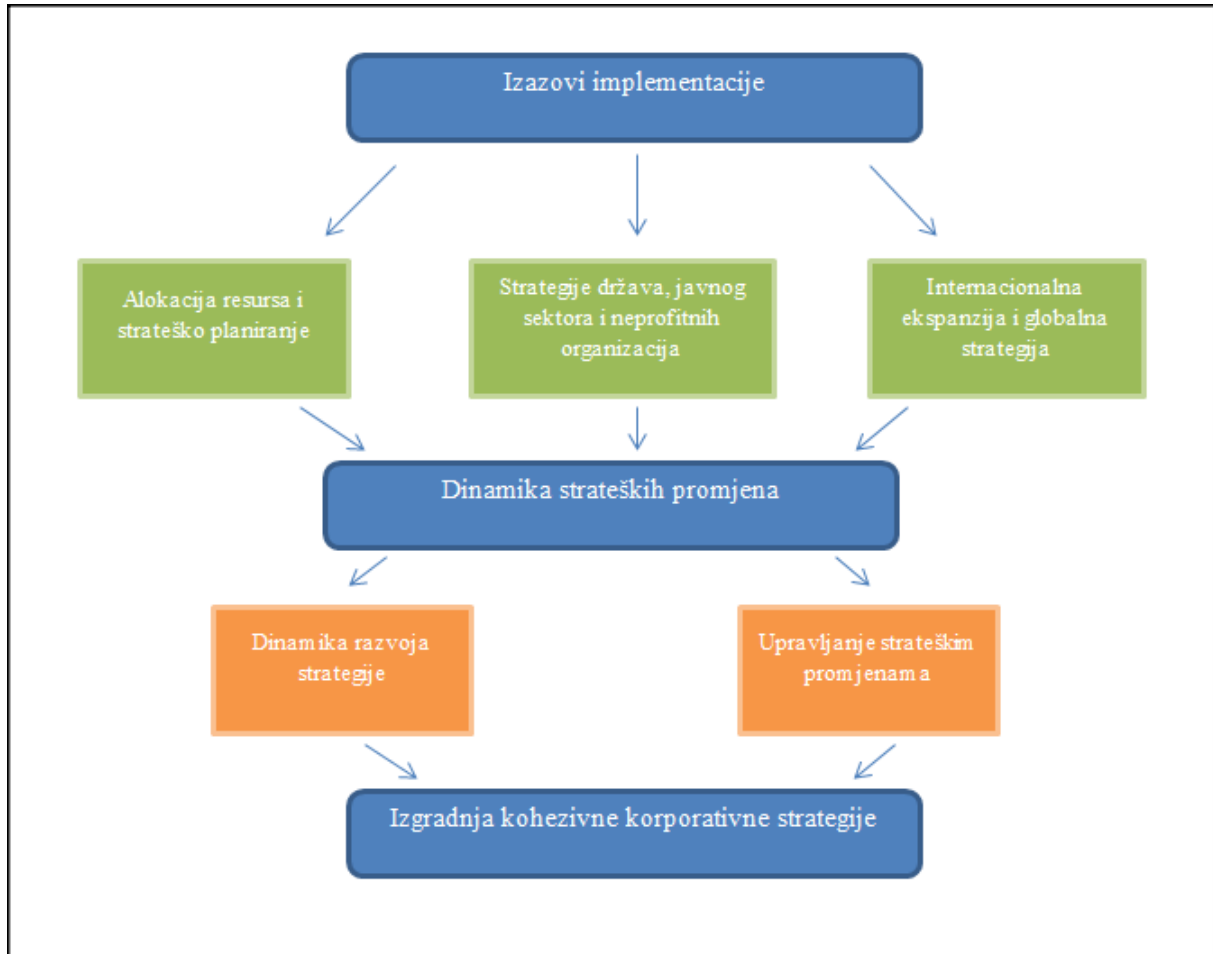 Izazovi implementacije
Alokacija resursa i
strateško planiranje
Strategije država, javnog
sektora i neprofitnih
organizacija
Internacionalna
ekspanzija i globalna
strategija
Dinamika strateških promjena
Dinamika razvoja
strategije
Upravljanje strateškim
promjenama
Izgradnja kohezivne korporativne strategije